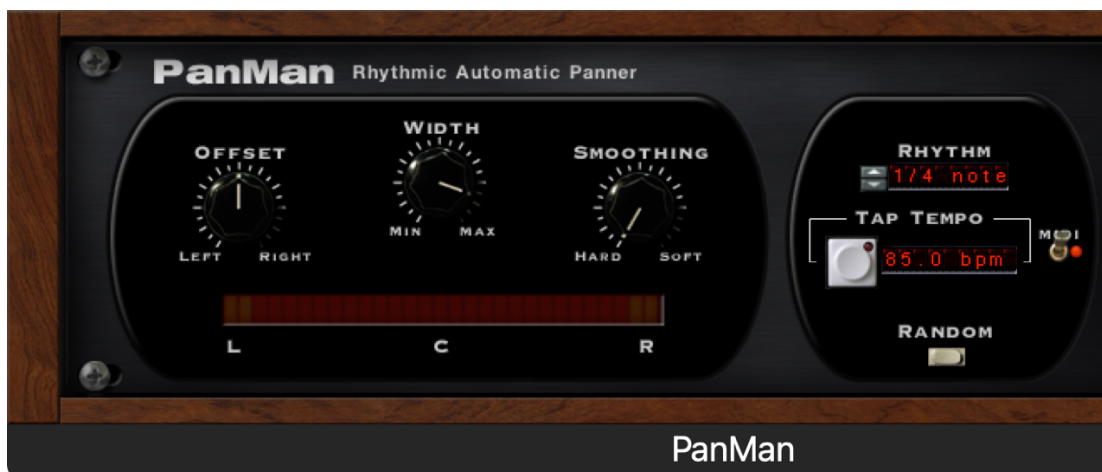 PanMan Rhythmic Automatic Panner
OFFSET
LEFT RIGHT
WIDTH
MIN MAX
SMOOTHING
HARD SOFT
L C R
RHYTHM
1/4 note
TAP TEMPO
85.0 bpm
MIDI
RANDOM
PanMan